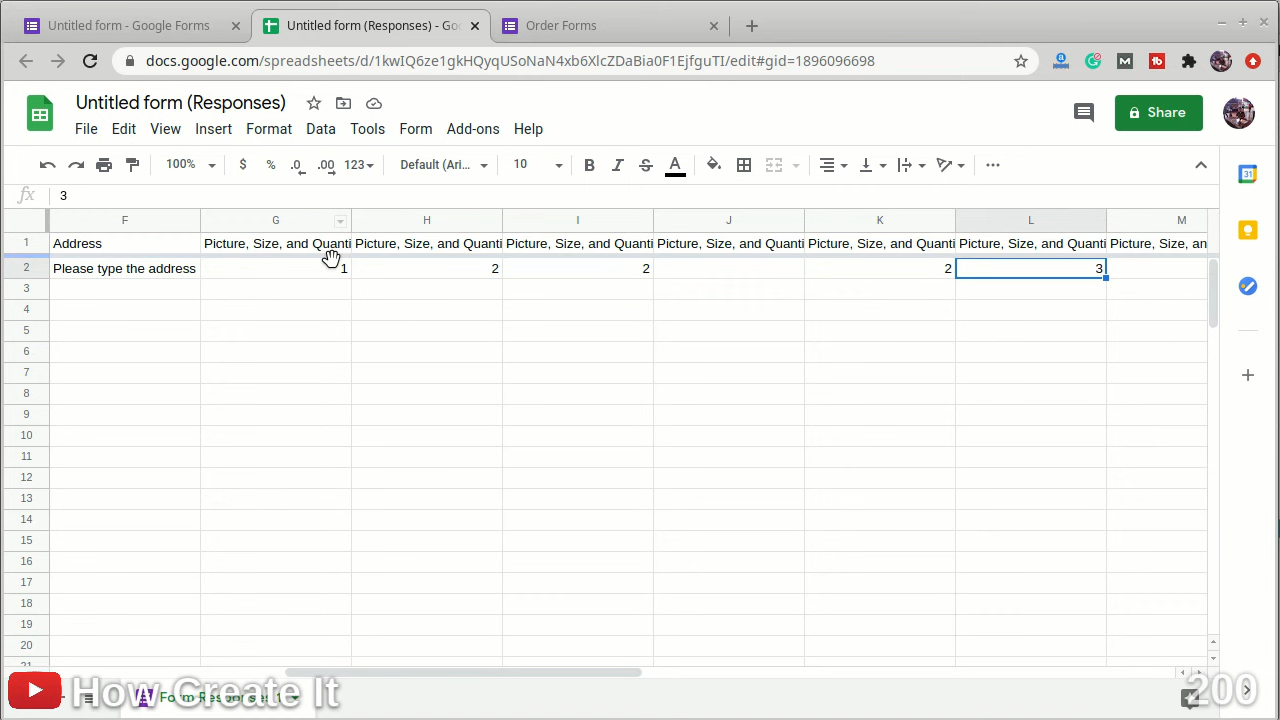 Untitled form - Google Forms
Untitled form (Responses) - Go
Order Forms
docs.google.com/spreadsheets/d/1kwIQ6Ze1gkHQyqUSdNaN4xb6XlcZDaBia0F1EjfguTI/edit#gid=1896096698
Untitled form (Responses)
File Edit View Insert Format Data Tools Form Add-ons Help
Share
100% $ % .0 .00 123 Default (Ari... 10
fx 3
F G H I J K L M
1 Address Picture, Size, and Quanti Picture, Size, and Quanti Picture, Size, and Quanti Picture, Size, and Quanti Picture, Size, and Quanti Picture, Size, and Quanti Picture, Size, an
2 Please type the address 1 2 2 2 3
3
4
5
6
7
8
9
10
11
12
13
14
15
16
17
18
19
20
21
How Create It
Form Responses 1
200